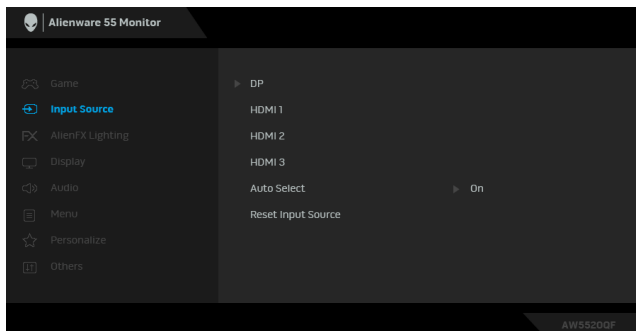 Alienware 55 Monitor
Game
Input Source
FX AlienFX Lighting
Display
Audio
Menu
Personalize
Others
DP
HDMI 1
HDMI 2
HDMI 3
Auto Select On
Reset Input Source
AW5520QF